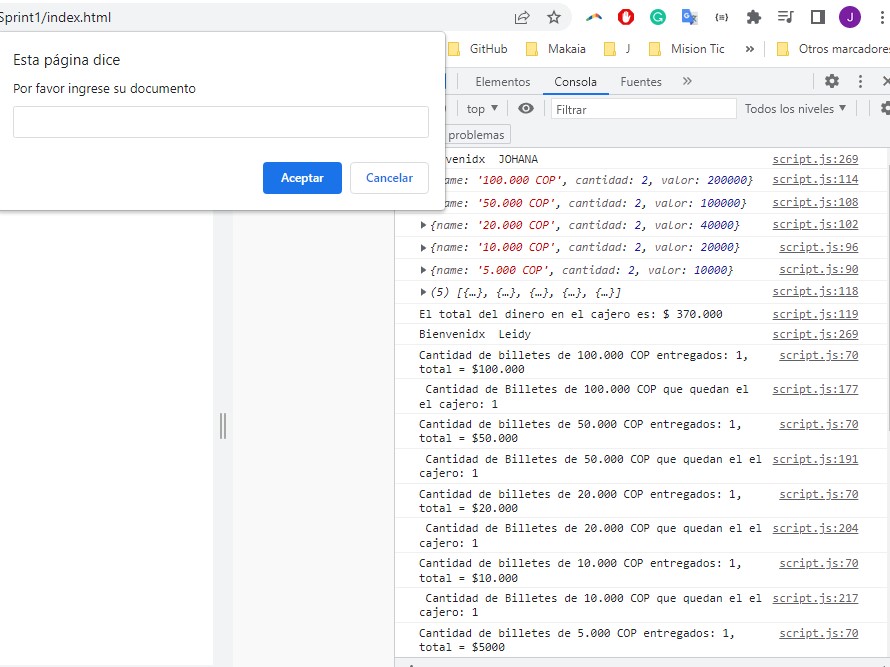 Sprint1/index.html
J
GitHub
Makaia
J
Mision Tic
»
Otros marcadores
Esta página dice
Por favor ingrese su documento
Aceptar
Cancelar
Elementos
Consola
Fuentes
»
top
Filtrar
Todos los niveles
problemas
venidx  JOHANA script.js:269
ame: '100.000 COP', cantidad: 2, valor: 200000} script.js:114
ame: '50.000 COP', cantidad: 2, valor: 100000} script.js:108
{name: '20.000 COP', cantidad: 2, valor: 40000} script.js:102
{name: '10.000 COP', cantidad: 2, valor: 20000} script.js:96
{name: '5.000 COP', cantidad: 2, valor: 10000} script.js:90
(5) [{…}, {…}, {…}, {…}, {…}] script.js:118
El total del dinero en el cajero es: $ 370.000 script.js:119
Bienvenidx  Leidy script.js:269
Cantidad de billetes de 100.000 COP entregados: 1, script.js:70
total = $100.000
Cantidad de Billetes de 100.000 COP que quedan el script.js:177
el cajero: 1
Cantidad de billetes de 50.000 COP entregados: 1, script.js:70
total = $50.000
Cantidad de Billetes de 50.000 COP que quedan el el script.js:191
cajero: 1
Cantidad de billetes de 20.000 COP entregados: 1, script.js:70
total = $20.000
Cantidad de Billetes de 20.000 COP que quedan el el script.js:204
cajero: 1
Cantidad de billetes de 10.000 COP entregados: 1, script.js:70
total = $10.000
Cantidad de Billetes de 10.000 COP que quedan el el script.js:217
cajero: 1
Cantidad de billetes de 5.000 COP entregados: 1, script.js:70
total = $5000